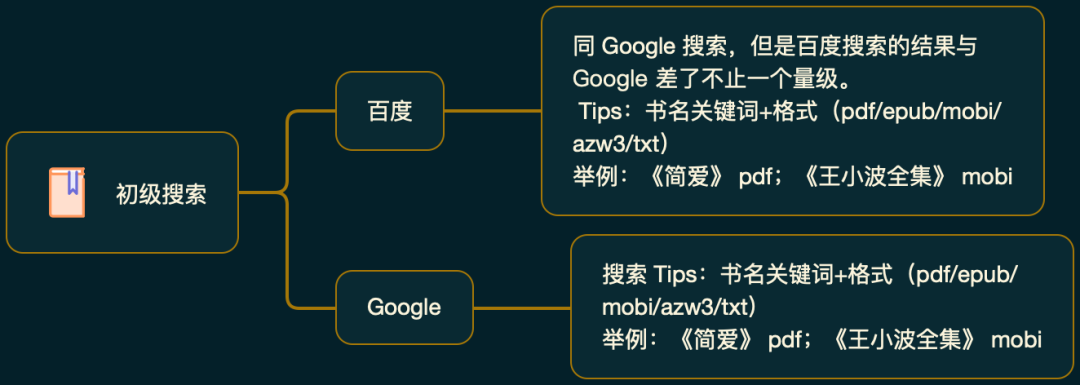 初级搜索
百度
同 Google 搜索，但是百度搜索的结果与
Google 差了不止一个量级。
Tips：书名关键词+格式（pdf/epub/mobi/
azw3/txt）
举例：《简爱》 pdf；《王小波全集》 mobi
Google
搜索 Tips：书名关键词+格式（pdf/epub/
mobi/azw3/txt）
举例：《简爱》 pdf；《王小波全集》 mobi